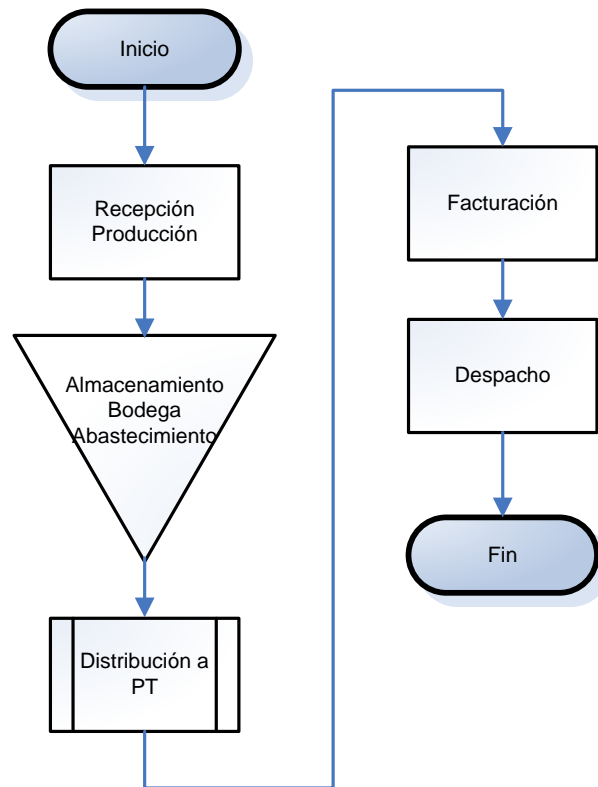 Inicio
Recepción
Producción
Almacenamiento
Bodega
Abastecimiento
Distribución a
PT
Facturación
Despacho
Fin